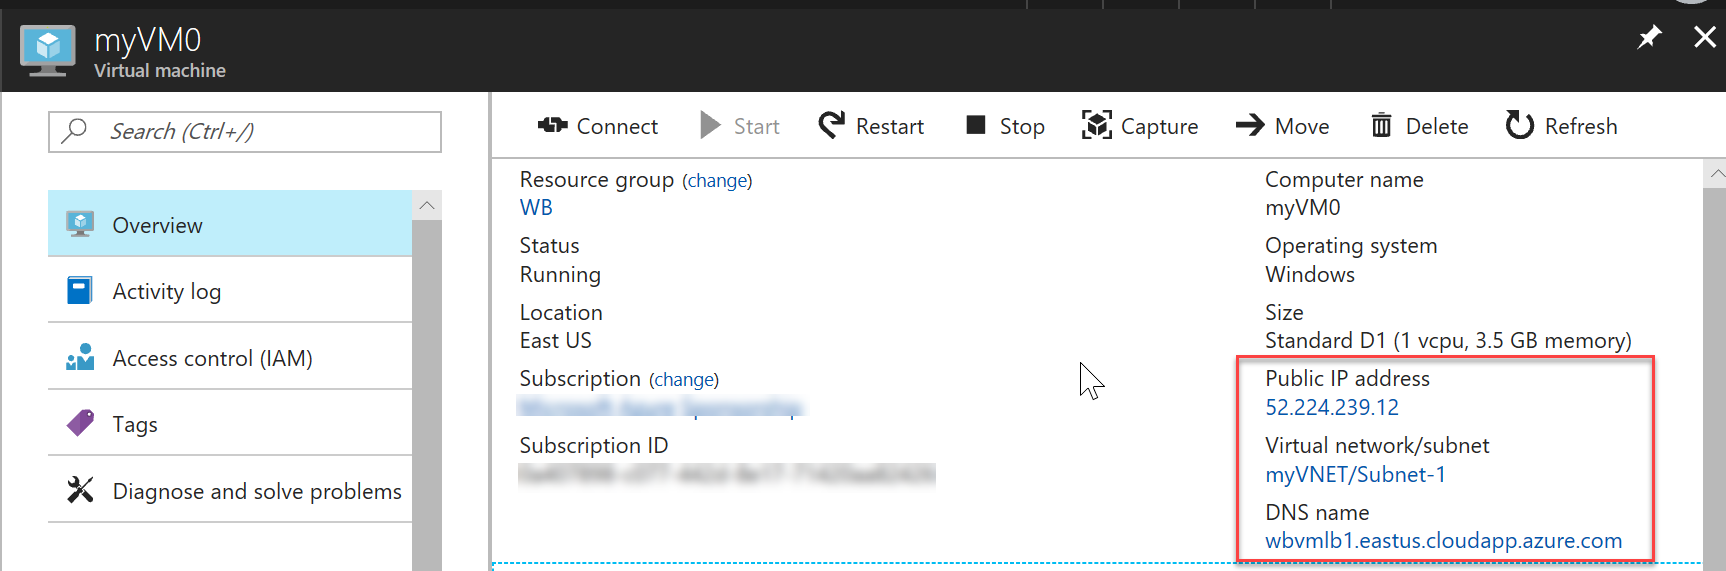 myVM0
Virtual machine
Search (Ctrl+/)
Overview
Activity log
Access control (IAM)
Tags
Diagnose and solve problems
Connect Start Restart Stop Capture Move Delete Refresh
Resource group (change)
WB
Status
Running
Location
East US
Subscription (change)
Subscription ID
Computer name
myVM0
Operating system
Windows
Size
Standard D1 (1 vcpu, 3.5 GB memory)
Public IP address
52.224.239.12
Virtual network/subnet
myVNET/Subnet-1
DNS name
wbvmlb1.eastus.cloudapp.azure.com